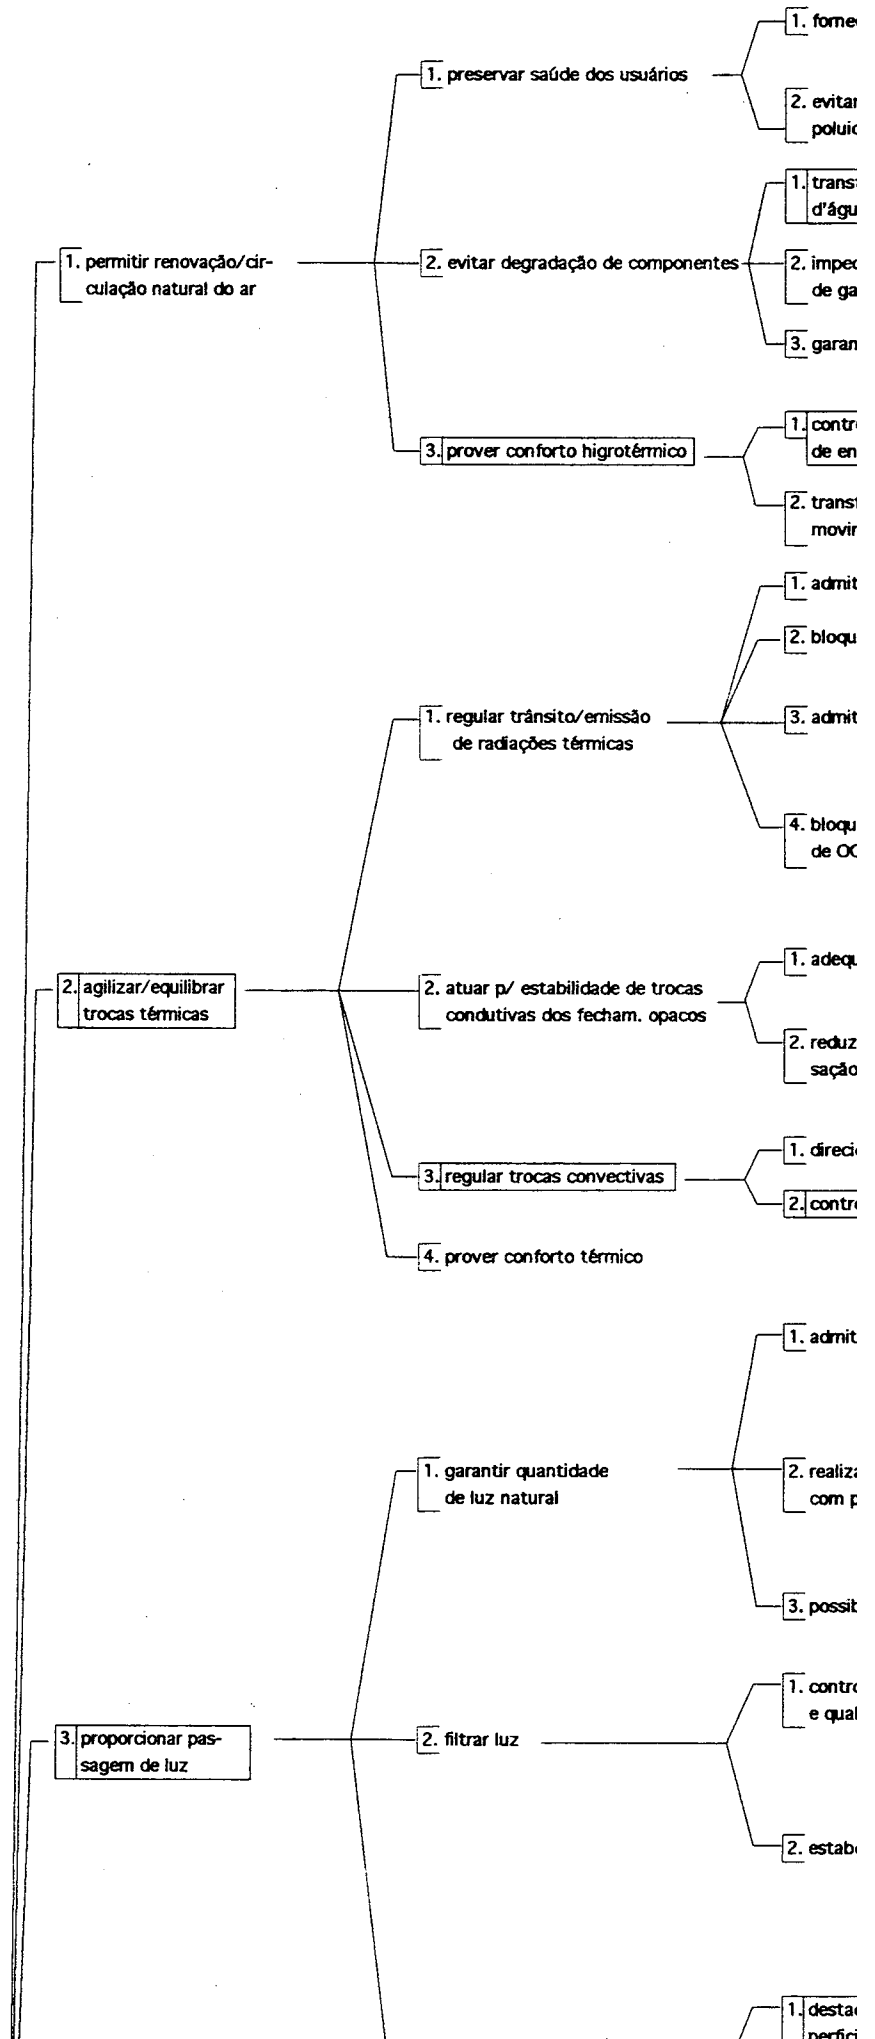 1. forne
1. preservar saúde dos usuários
2. evitar
poluic
1. permitir renovação/cir-
culação natural do ar
2. evitar degradação de componentes
1. trans
d'águ
2. impec
de ga
3. garan
3. prover conforto higrotérmico
1. contr
de en
2. trans
movir
2. agilizar/equilibrar
trocas térmicas
1. regular trânsito/emissão
de radiações térmicas
1. admit
2. bloqu
3. admit
4. bloqu
de OC
2. atuar p/ estabilidade de trocas
condutivas dos fecham. opacos
1. adequ
2. reduz
sação
3. regular trocas convectivas
1. direci
2. contr
4. prover conforto térmico
3. proporcionar pas-
sagem de luz
1. garantir quantidade
de luz natural
1. admit
2. realiza
com p
3. possib
2. filtrar luz
1. contro
e qual
2. estab
1. desta
perfici